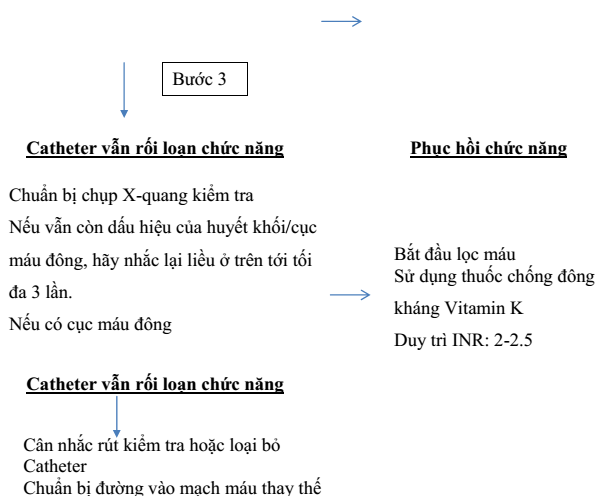 Bước 3
Catheter vẫn rối loạn chức năng
Phục hồi chức năng
Chuẩn bị chụp X-quang kiểm tra
Nếu vẫn còn dấu hiệu của huyết khối/cục
máu đông, hãy nhắc lại liều ở trên tới tối
đa 3 lần.
Nếu có cục máu đông
Bắt đầu lọc máu
Sử dụng thuốc chống đông
kháng Vitamin K
Duy trì INR: 2-2.5
Catheter vẫn rối loạn chức năng
Cân nhắc rút kiểm tra hoặc loại bỏ
Catheter
Chuẩn bị đường vào mạch máu thay thế